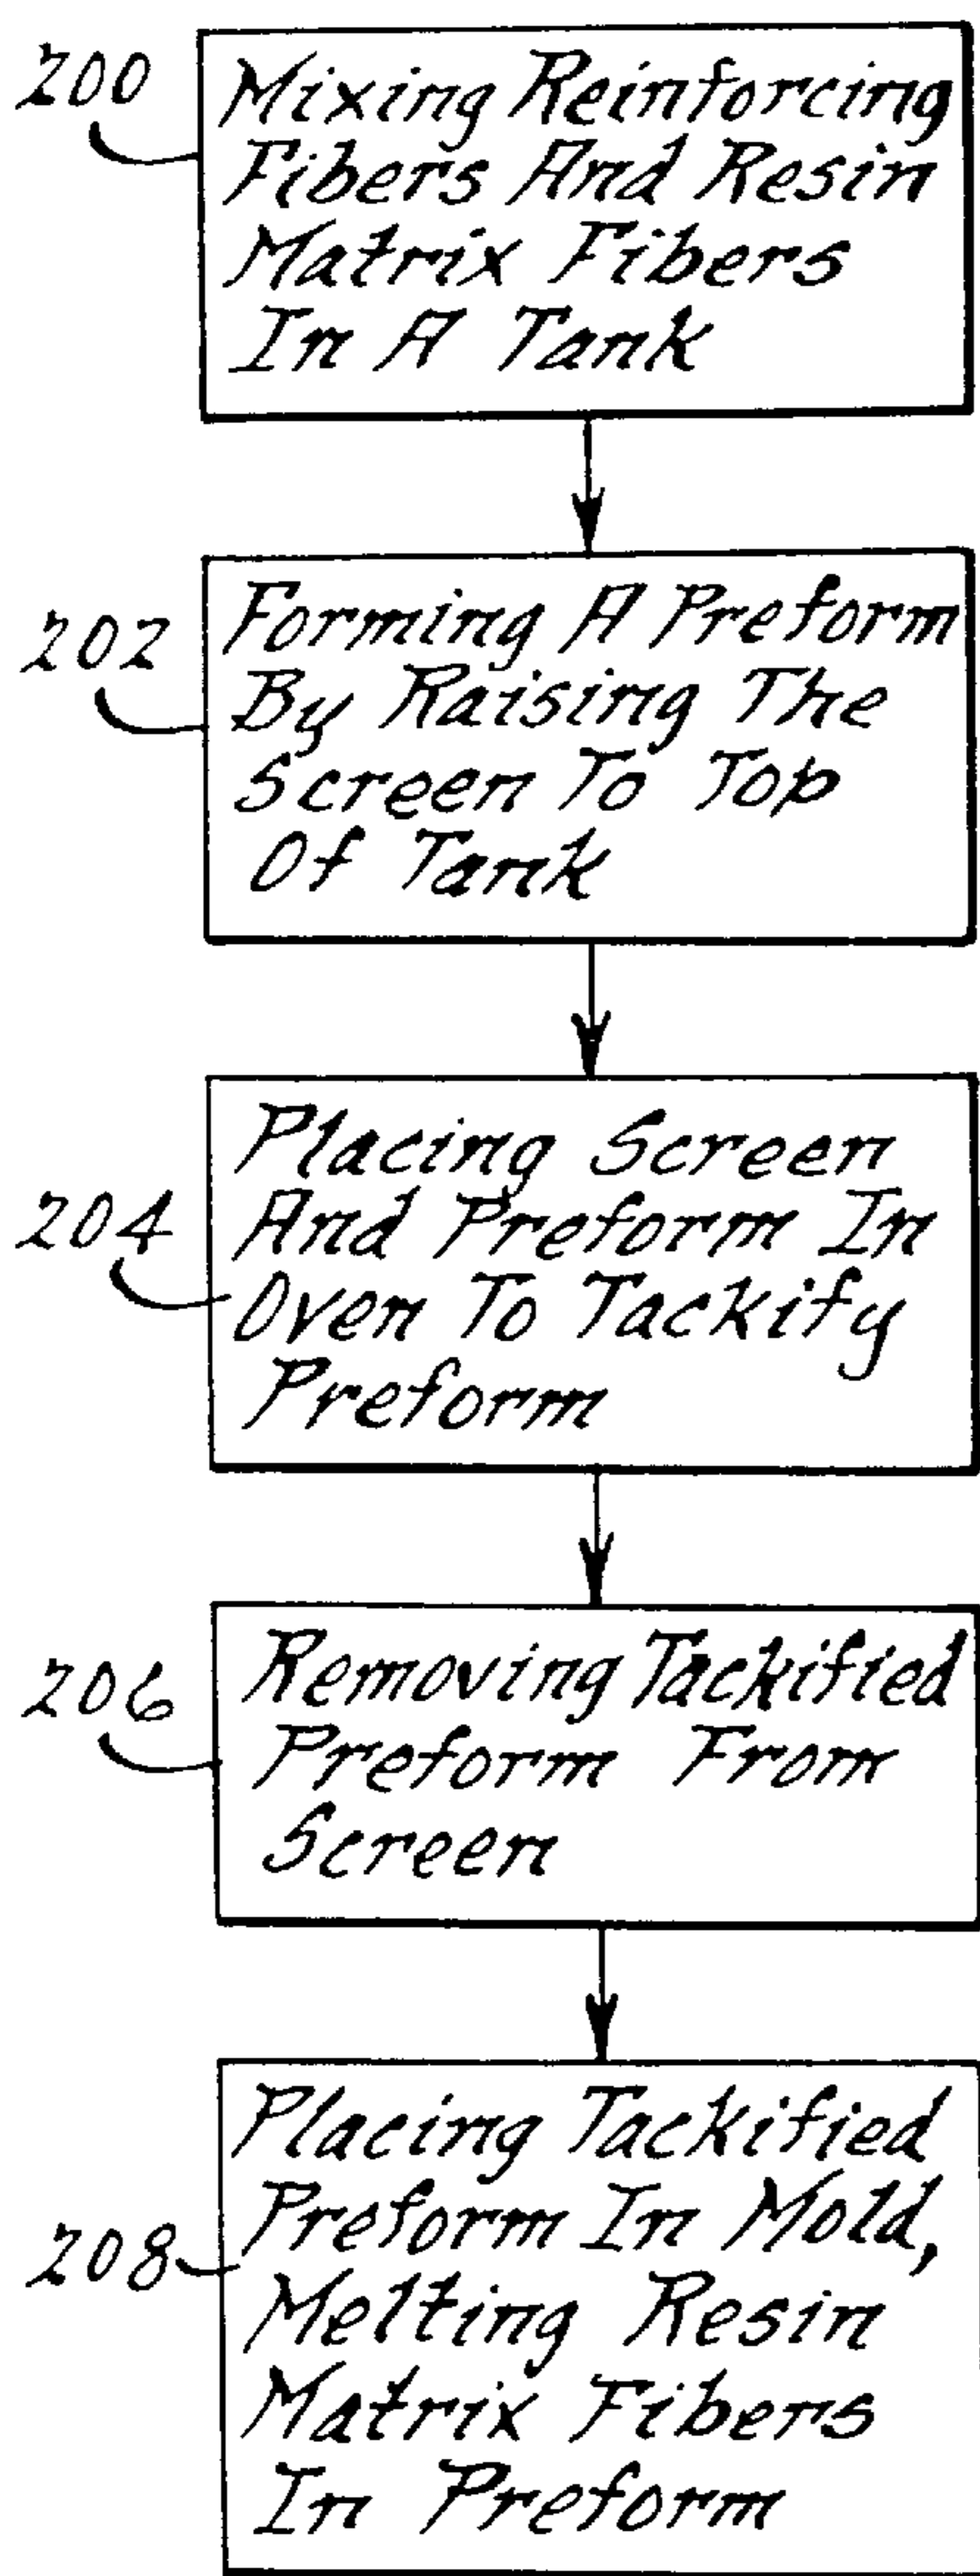 200
Mixing Reinforcing
Fibers And Resin
Matrix Fibers
In A Tank
202
Forming A Preform
By Raising The
Screen To Top
Of Tank
204
Placing Screen
And Preform In
Oven To Tackify
Preform
206
Removing Tackified
Preform From
Screen
208
Placing Tackified
Preform In Mold,
Melting Resin
Matrix Fibers
In Preform